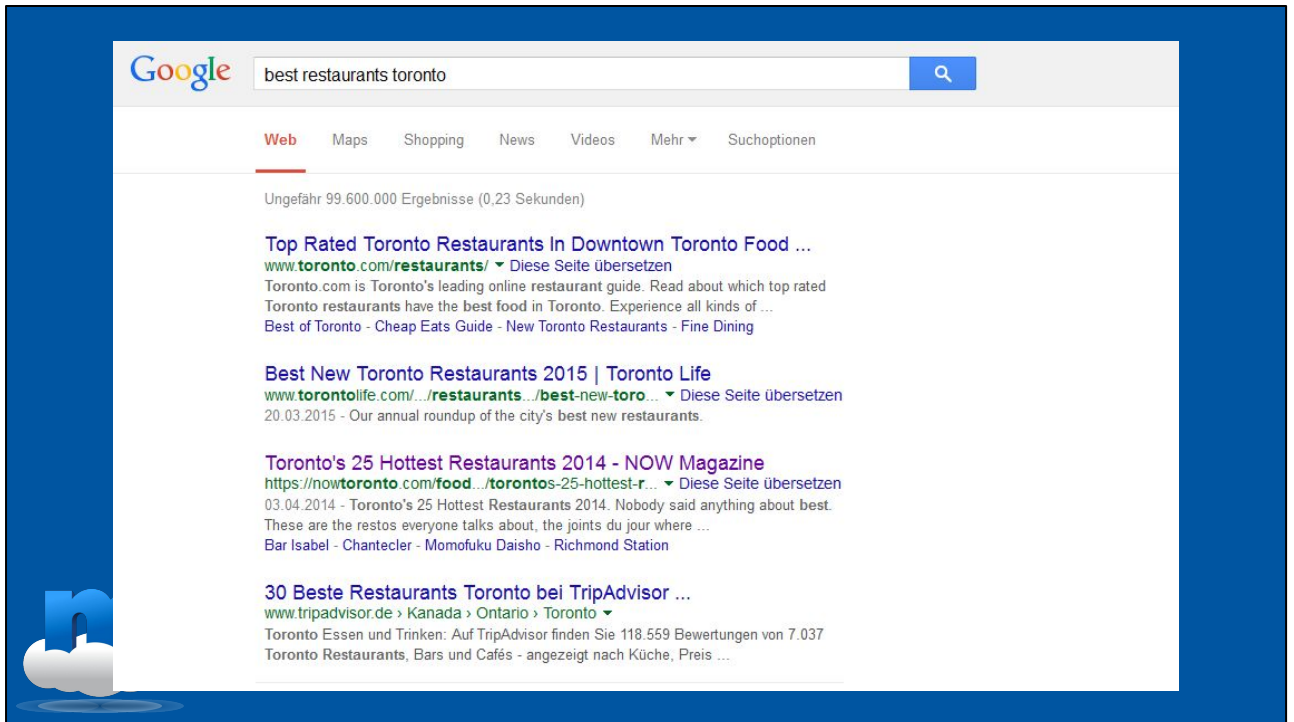 Google best restaurants toronto
Web Maps Shopping News Videos Mehr Suchoptionen
Ungefähr 99.600.000 Ergebnisse (0,23 Sekunden)
Top Rated Toronto Restaurants In Downtown Toronto Food ...
www.toronto.com/restaurants/ Diese Seite übersetzen
Toronto.com is Toronto's leading online restaurant guide. Read about which top rated
Toronto restaurants have the best food in Toronto. Experience all kinds of ...
Best of Toronto - Cheap Eats Guide - New Toronto Restaurants - Fine Dining
Best New Toronto Restaurants 2015 | Toronto Life
www.torontolife.com/.../restaurants.../best-new-toro... Diese Seite übersetzen
20.03.2015 - Our annual roundup of the city's best new restaurants.
Toronto's 25 Hottest Restaurants 2014 - NOW Magazine
https://nowtoronto.com/food.../torontos-25-hottest-r... Diese Seite übersetzen
03.04.2014 - Toronto's 25 Hottest Restaurants 2014. Nobody said anything about best.
These are the restos everyone talks about, the joints du jour where ...
Bar Isabel - Chantecler - Momofuku Daisho - Richmond Station
30 Beste Restaurants Toronto bei TripAdvisor ...
www.tripadvisor.de › Kanada › Ontario › Toronto
Toronto Essen und Trinken: Auf TripAdvisor finden Sie 118.559 Bewertungen von 7.037
Toronto Restaurants, Bars und Cafés - angezeigt nach Küche, Preis ...